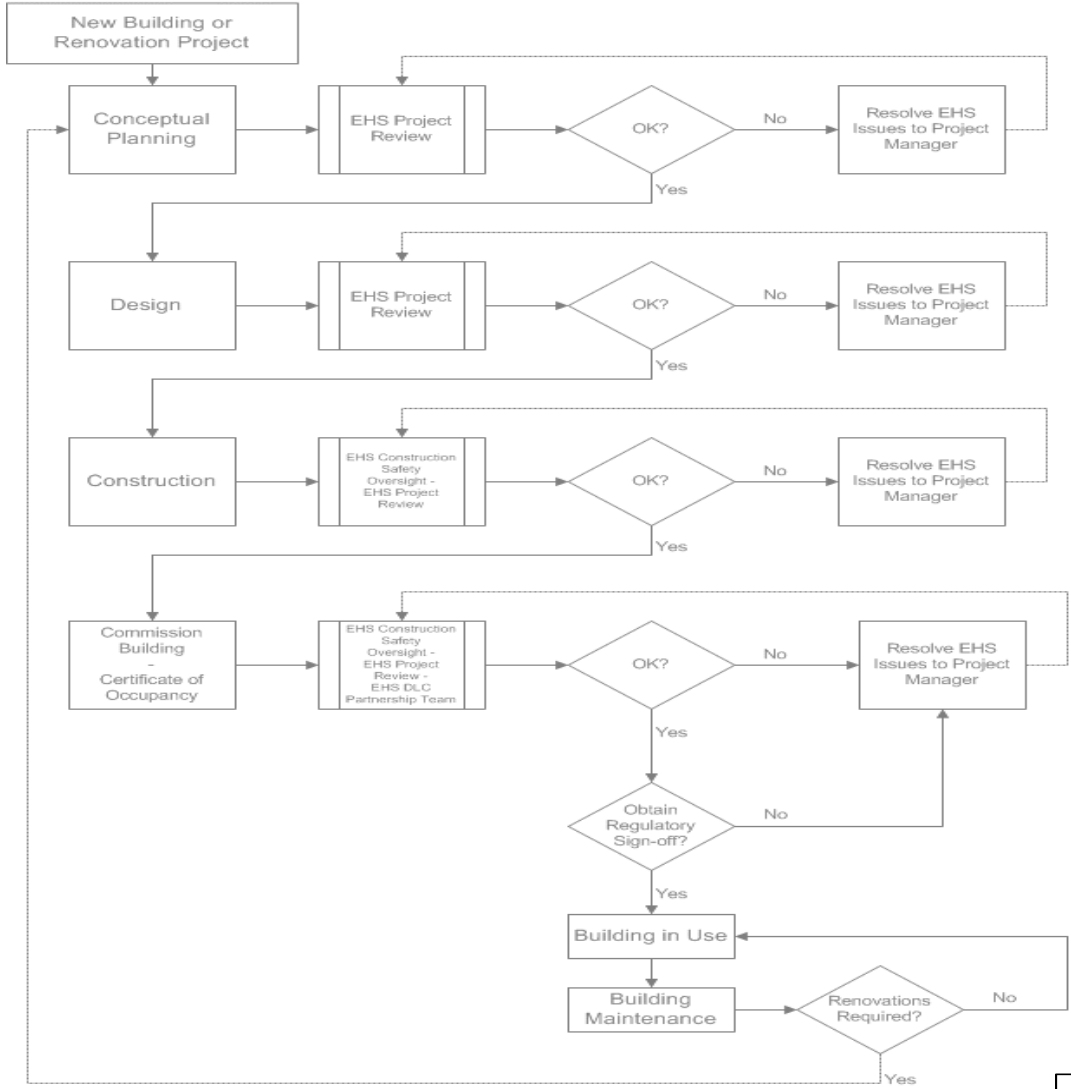 New Building or
Renovation Project
Conceptual
Planning
EHS Project
Review
OK?
No
Resolve EHS
Issues to Project
Manager
Yes
Design
EHS Project
Review
OK?
No
Resolve EHS
Issues to Project
Manager
Yes
Construction
EHS Construction
Safety
Oversight -
EHS Project
Review
OK?
No
Resolve EHS
Issues to Project
Manager
Yes
Commission
Building
-
Certificate of
Occupancy
EHS Construction
Safety
Oversight -
EHS Project
Review -
EHS DLC
Partnership Team
OK?
No
Resolve EHS
Issues to Project
Manager
Yes
Obtain
Regulatory
Sign-off?
No
Yes
Building in Use
Building
Maintenance
Renovations
Required?
No
Yes